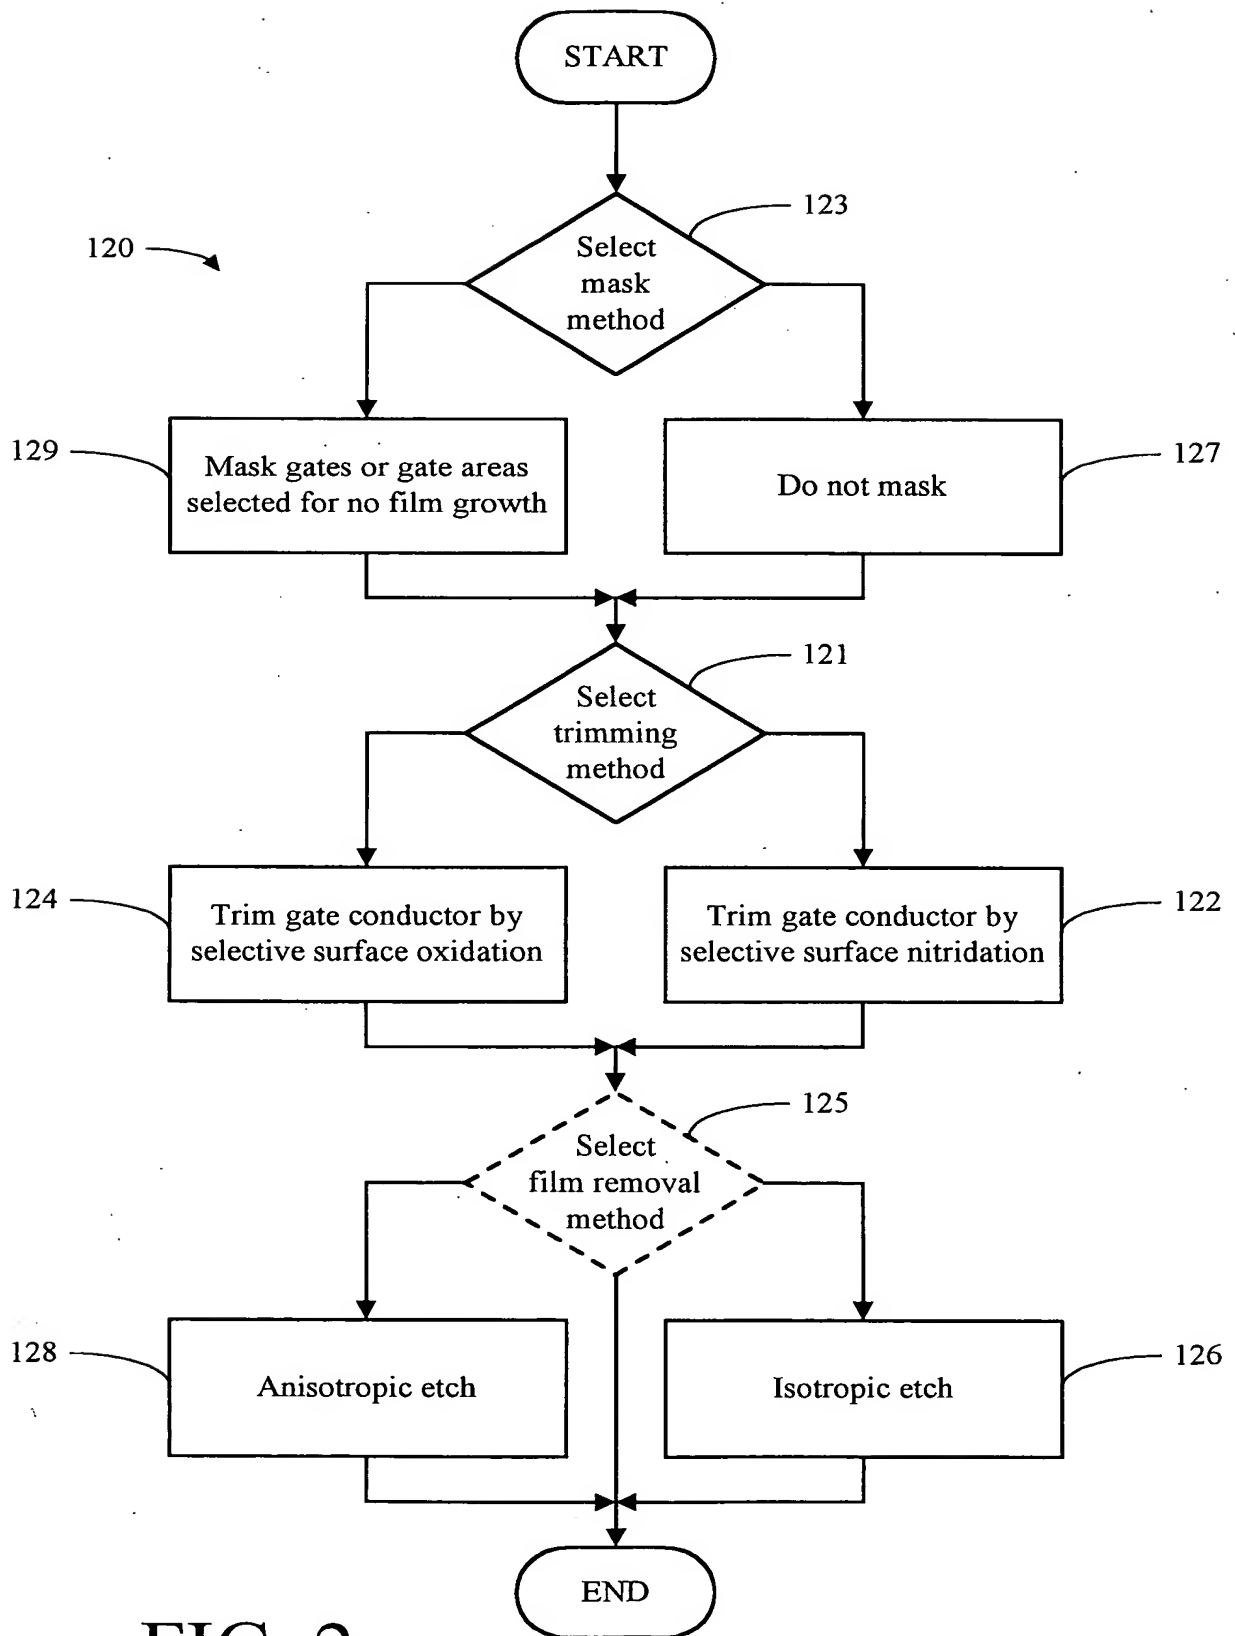 START
123
Select
mask
method
120
129
Mask gates or gate areas
selected for no film growth
Do not mask
127
121
Select
trimming
method
124
Trim gate conductor by
selective surface oxidation
Trim gate conductor by
selective surface nitridation
122
125
Select
film removal
method
128
Anisotropic etch
Isotropic etch
126
END
FIG. 2